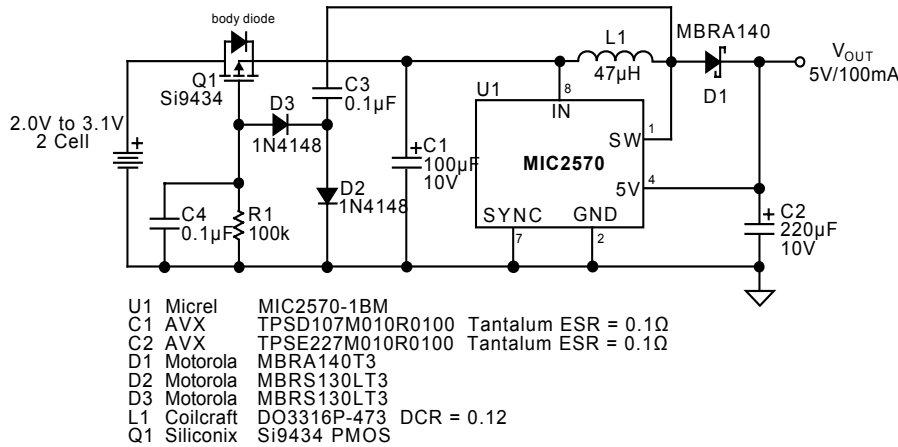 body diode
MBRA140
L1
47µH
VOUT
5V/100mA
Q1
Si9434
C3
0.1µF
D1
U1
8
IN
D3
1N4148
2.0V to 3.1V
2 Cell
C1
100µF
10V
SW
1
MIC2570
D2
1N4148
5V
4
C4
0.1µF
R1
100k
SYNC
GND
7
2
C2
220µF
10V
U1 Micrel MIC2570-1BM
C1 AVX TPSD107M010R0100 Tantalum ESR = 0.1Ω
C2 AVX TPSE227M010R0100 Tantalum ESR = 0.1Ω
D1 Motorola MBRA140T3
D2 Motorola MBRS130LT3
D3 Motorola MBRS130LT3
L1 Coilcraft DO3316P-473 DCR = 0.12
Q1 Siliconix Si9434 PMOS